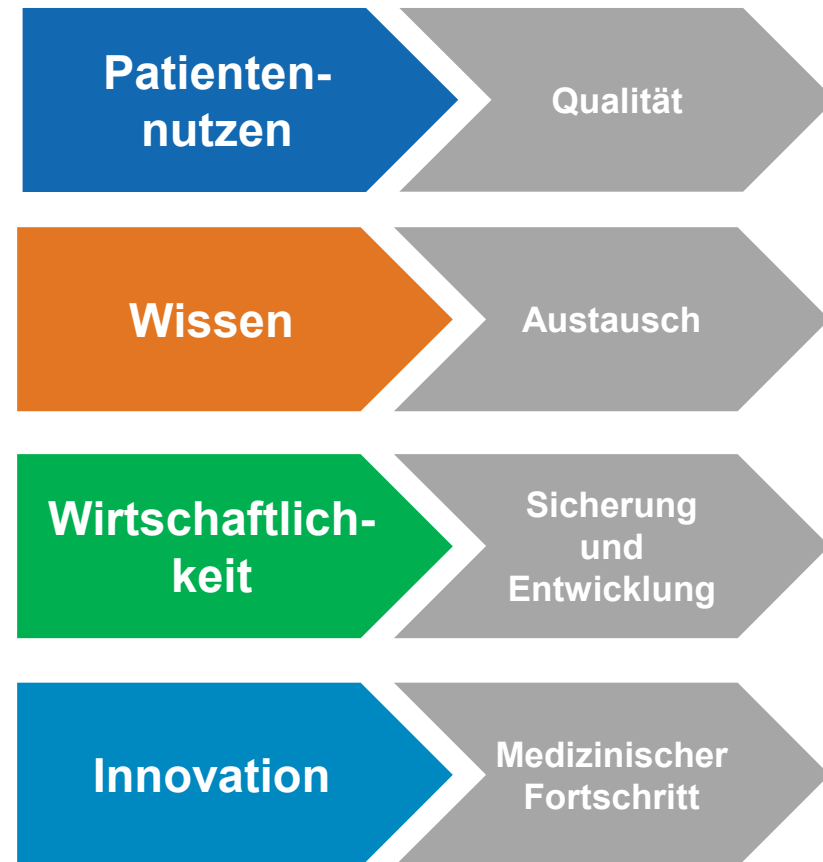 Patienten-
nutzen
Qualität
Wissen
Austausch
Wirtschaftlich-
keit
Sicherung
und
Entwicklung
Innovation
Medizinischer
Fortschritt